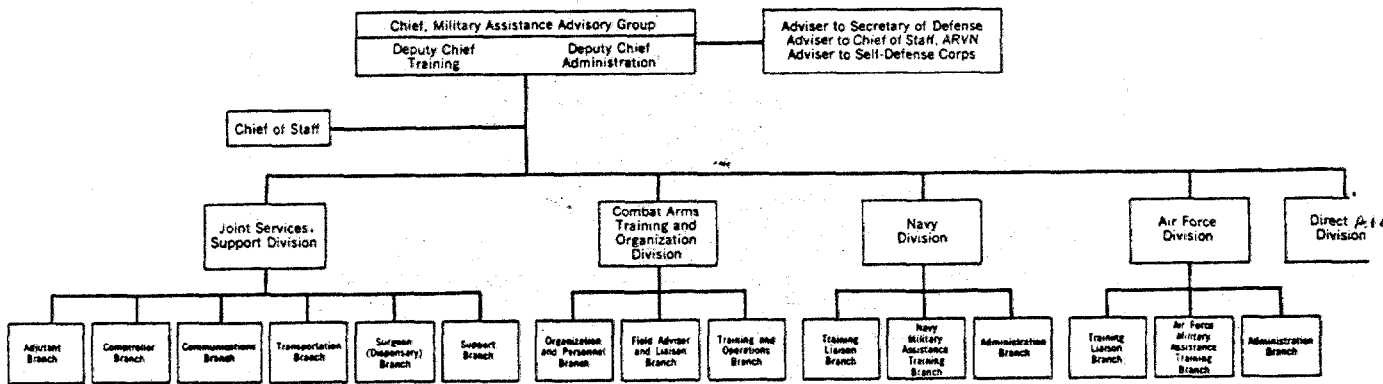 Chief, Military Assistance Advisory Group
Deputy Chief
Training
Deputy Chief
Administration
Adviser to Secretary of Defense
Adviser to Chief of Staff, ARVN
Adviser to Self-Defense Corps
Chief of Staff
Joint Services.
Support Division
Combat Arms
Training and
Organization
Division
Navy
Division
Air Force
Division
Direct
Division
Adjutant
Branch
Comptroller
Branch
Communications
Branch
Transportation
Branch
Surgeon
(Dispensary)
Branch
Support
Branch
Organization
and Personnel
Branch
Field Adviser
and Liaison
Branch
Training and
Operations
Branch
Training
Liaison
Branch
Navy
Military
Assistance
Training
Branch
Administration
Branch
Training
Liaison
Branch
Air Force
Military
Assistance
Training
Branch
Administration
Branch